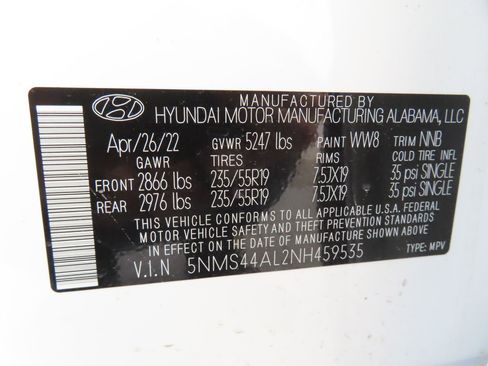 MANUFACTURED BY
HYUNDAI MOTOR MANUFACTURING ALABAMA, LLC
Apr/26/22 GVWR 5247 lbs PAINT WW8 TRIM NNB
GAWR TIRES RIMS COLD TIRE INFL
FRONT 2866 lbs 235/55R19 7.5JX19 35 psi SINGLE
REAR 2976 lbs 235/55R19 7.5JX19 35 psi SINGLE
THIS VEHICLE CONFORMS TO ALL APPLICABLE U.S.A. FEDERAL
MOTOR VEHICLE SAFETY AND THEFT PREVENTION STANDARDS
IN EFFECT ON THE DATE OF MANUFACTURE SHOWN ABOVE.
V.I.N 5NMS44AL2NH459535 TYPE: MPV